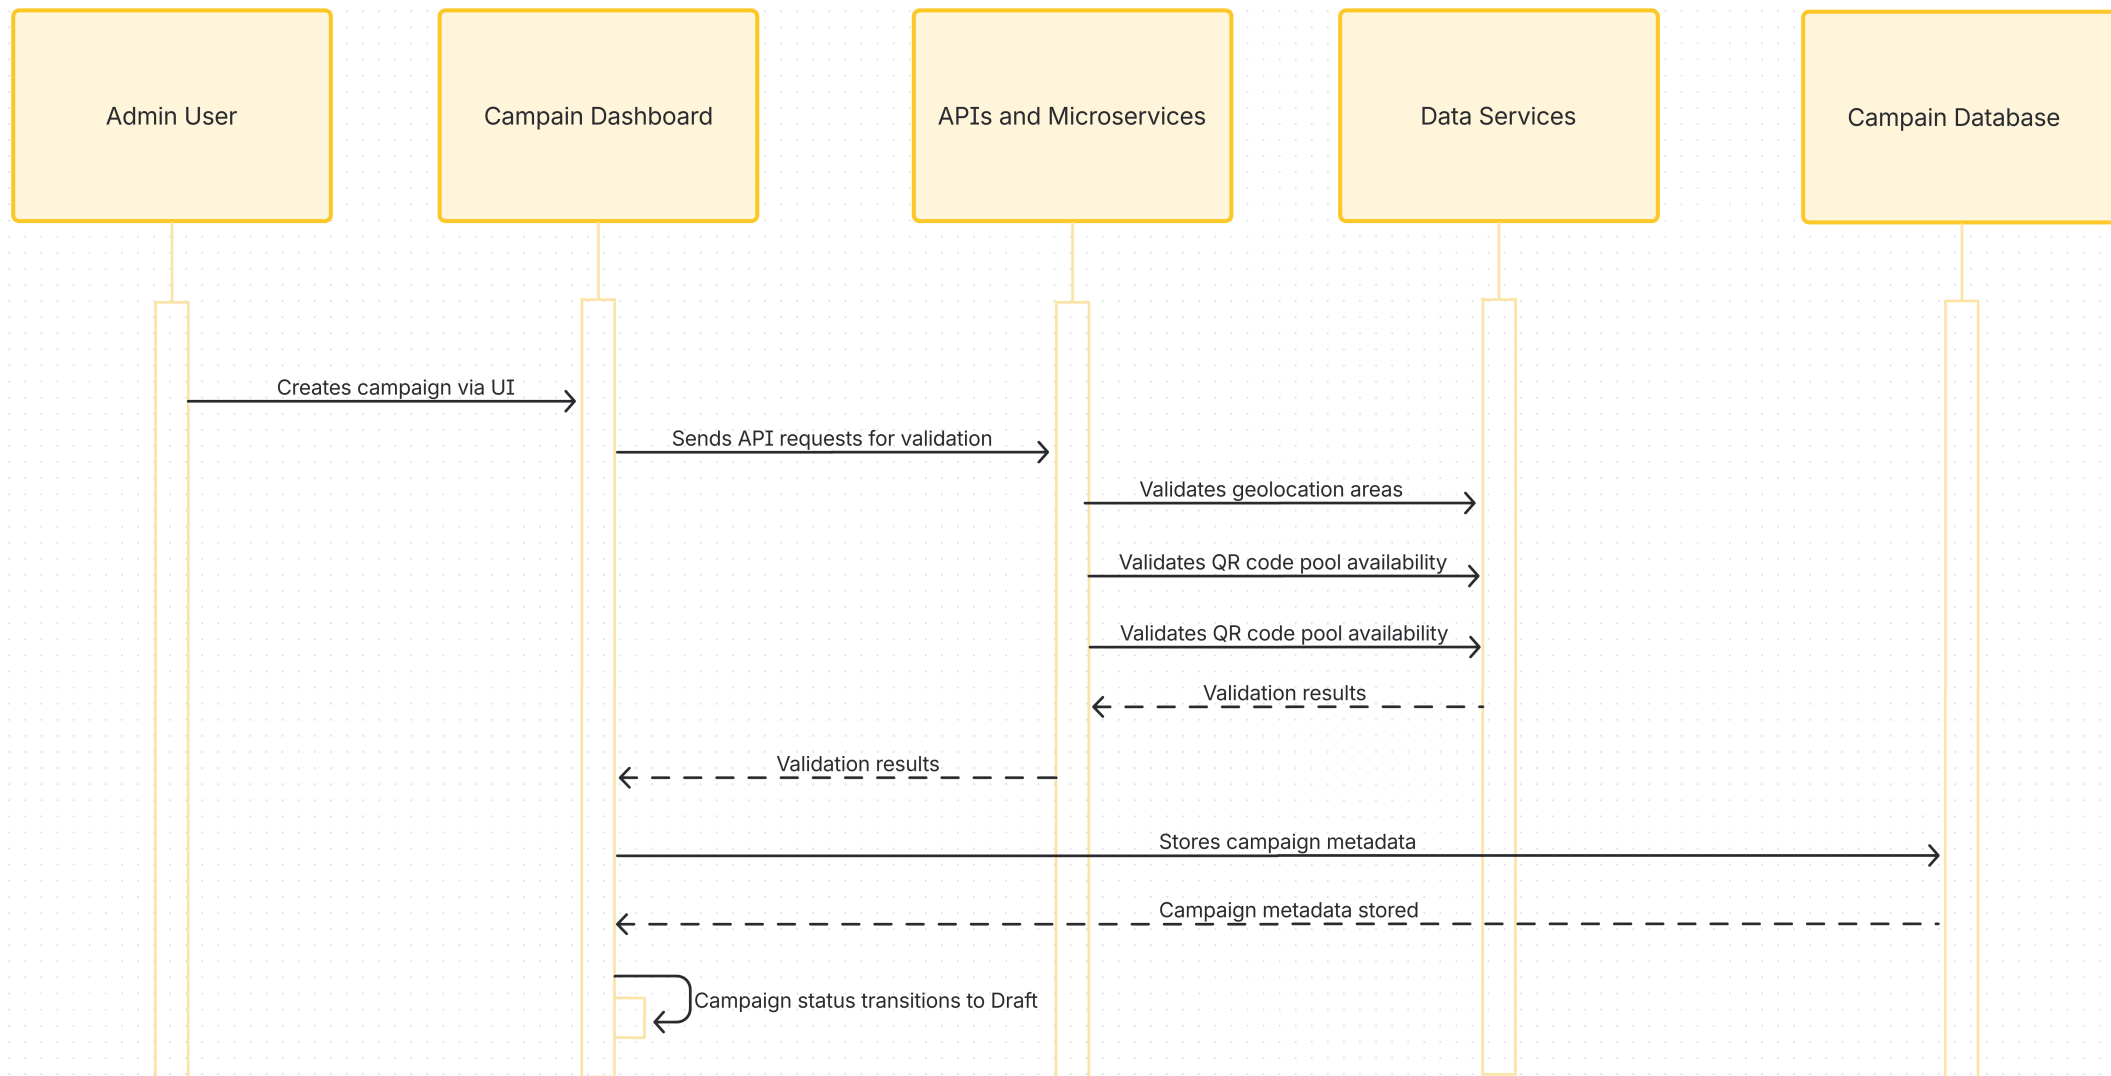 Admin User
Campain Dashboard
APIs and Microservices
Data Services
Campain Database
Creates campaign via UI
Sends API requests for validation
Validates geolocation areas
Validates QR code pool availability
Validates QR code pool availability
Validation results
Validation results
Stores campaign metadata
Campaign metadata stored
Campaign status transitions to Draft